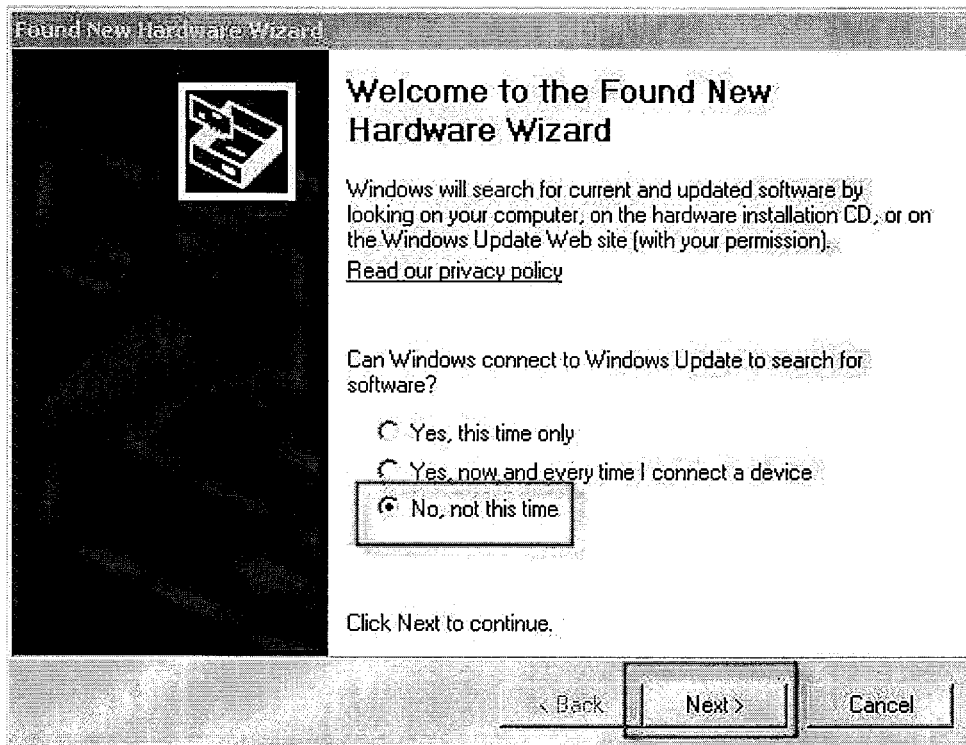 Found New Hardware Wizard
Welcome to the Found New
Hardware Wizard
Windows will search for current and updated software by
looking on your computer, on the hardware installation CD, or on
the Windows Update Web site (with your permission).
Read our privacy policy
Can Windows connect to Windows Update to search for
software?
Yes, this time only
Yes, now and every time I connect a device
No, not this time
Click Next to continue.
< Back
Next >
Cancel